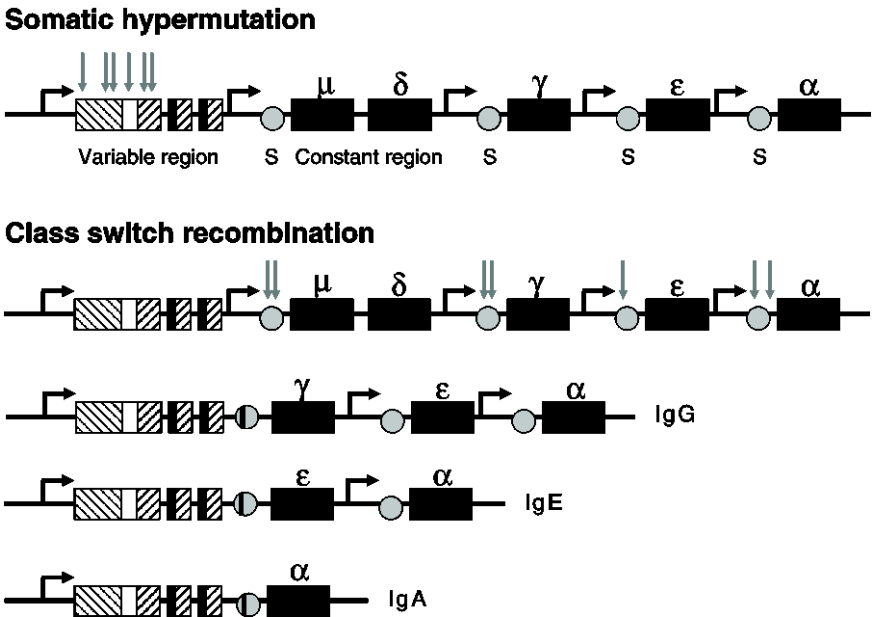 Somatic hypermutation
μ δ γ ε α
Variable region S Constant region S S S
Class switch recombination
μ δ γ ε α
γ ε α
IgG
ε α
IgE
α
IgA